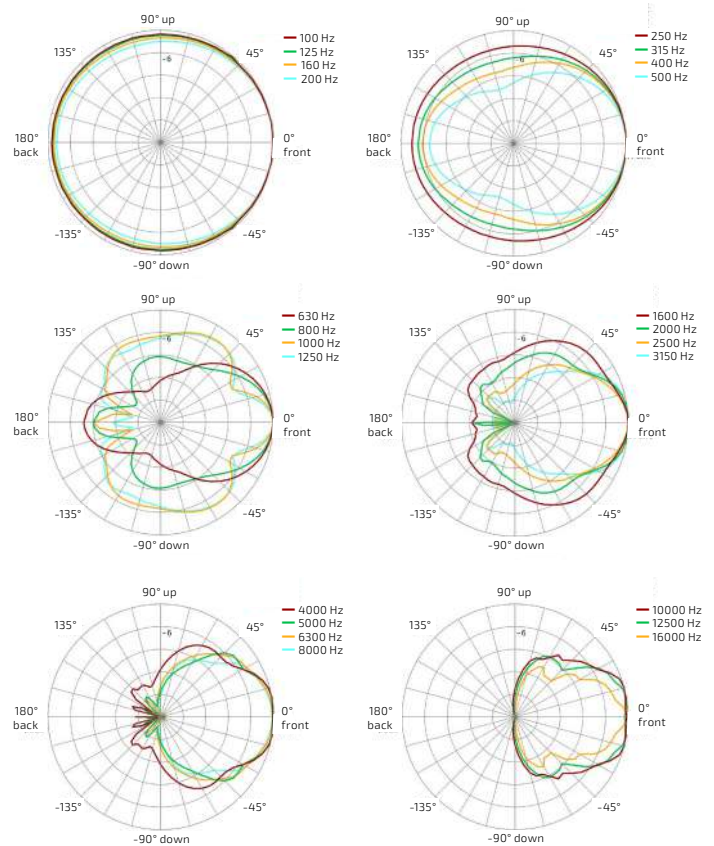 90° up
135°
45°
-6
180°
back
0°
front
-135°
-45°
-90° down
100 Hz
125 Hz
160 Hz
200 Hz
90° up
135°
45°
-6
180°
back
0°
front
-135°
-45°
-90° down
250 Hz
315 Hz
400 Hz
500 Hz
90° up
135°
45°
-6
180°
back
0°
front
-135°
-45°
-90° down
630 Hz
800 Hz
1000 Hz
1250 Hz
90° up
135°
45°
-6
180°
back
0°
front
-135°
-45°
-90° down
1600 Hz
2000 Hz
2500 Hz
3150 Hz
90° up
135°
45°
-6
180°
back
0°
front
-135°
-45°
-90° down
4000 Hz
5000 Hz
6300 Hz
8000 Hz
90° up
135°
45°
-6
180°
back
0°
front
-135°
-45°
-90° down
10000 Hz
12500 Hz
16000 Hz